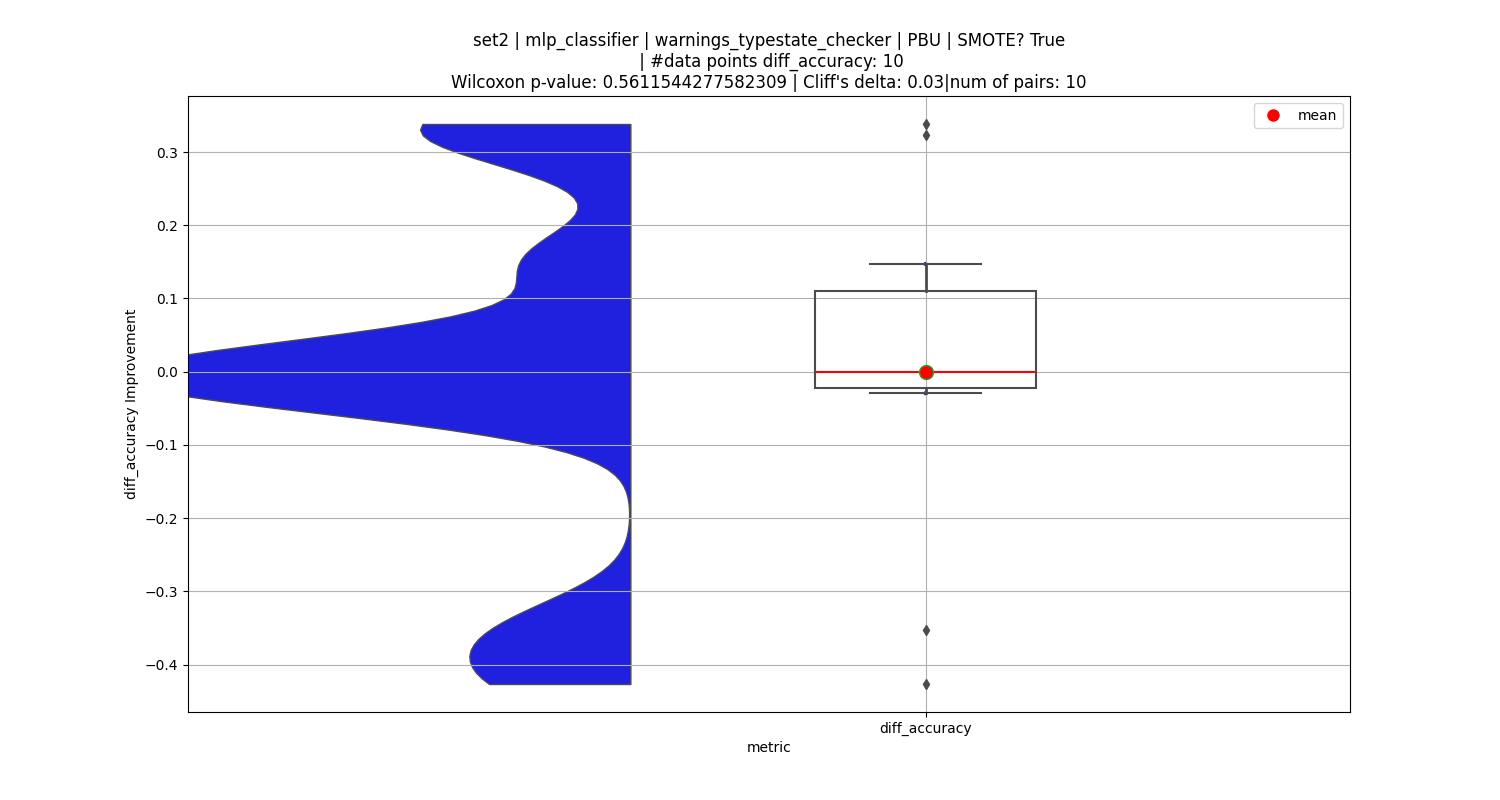 set2 | mlp_classifier | warnings_typestate_checker | PBU | SMOTE? True
| #data points diff_accuracy: 10
Wilcoxon p-value: 0.5611544277582309 | Cliff's delta: 0.03|num of pairs: 10
mean
0.3
0.2
0.1
0.0
−0.1
−0.2
−0.3
−0.4
diff_accuracy Improvement
diff_accuracy
metric